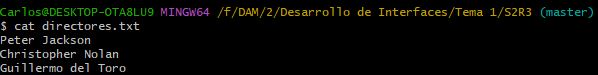 Carlos@DESKTOP-OTA8LU9 MINGW64 /f/DAM/2/Desarrollo de Interfaces/Tema 1/S2R3 (master)
$ cat directores.txt
Peter Jackson
Christopher Nolan
Guillermo del Toro